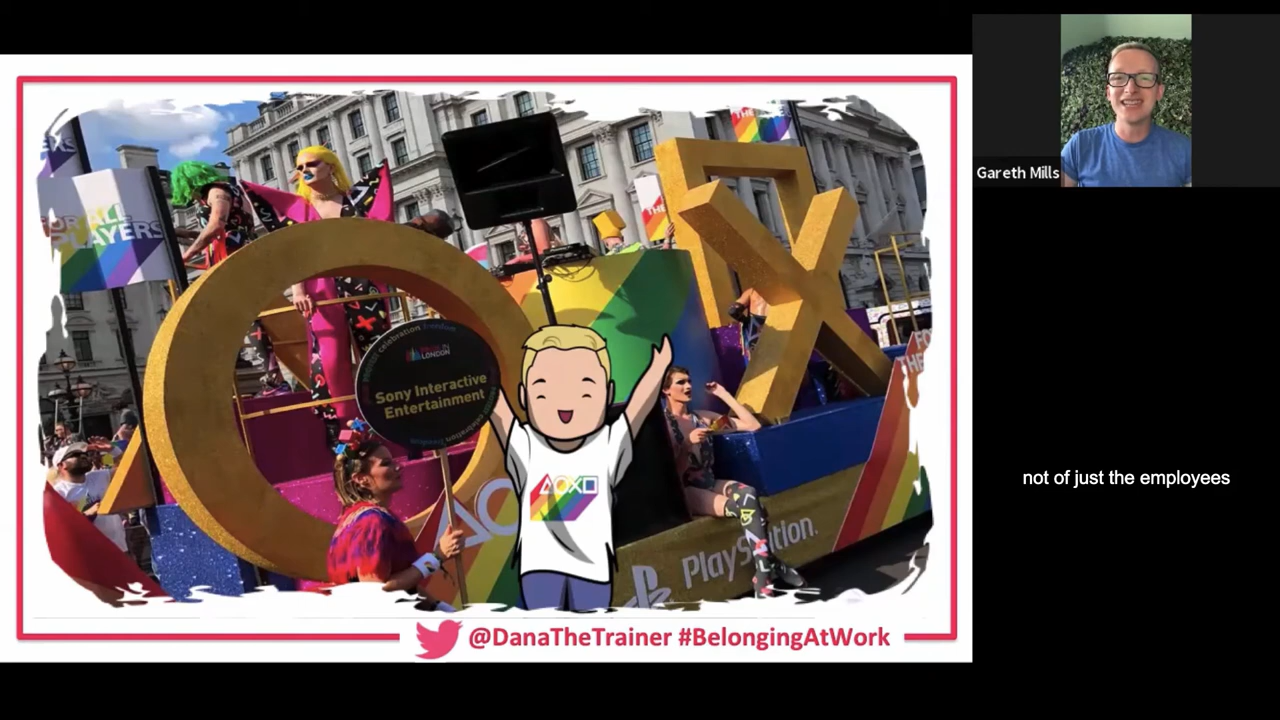 FOR ALL
PLAYERS
THE
PRIDE IN
LONDON
Sony Interactive
Entertainment
PlayStation
@DanaTheTrainer #BelongingAtWork
Gareth Mills
not of just the employees